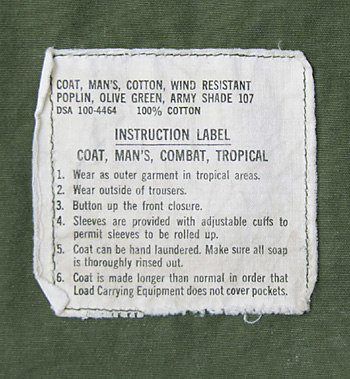 COAT, MAN'S, COTTON, WIND RESISTANT
POPLIN, OLIVE GREEN, ARMY SHADE 107
DSA 100-4464 100% COTTON
INSTRUCTION LABEL
COAT, MAN'S, COMBAT, TROPICAL
1. Wear as outer garment in tropical areas.
2. Wear outside of trousers.
3. Button up the front closure.
4. Sleeves are provided with adjustable cuffs to
permit sleeves to be rolled up.
5. Coat can be hand laundered. Make sure all soap
is thoroughly rinsed out.
6. Coat is made longer than normal in order that
Load Carrying Equipment does not cover pockets.